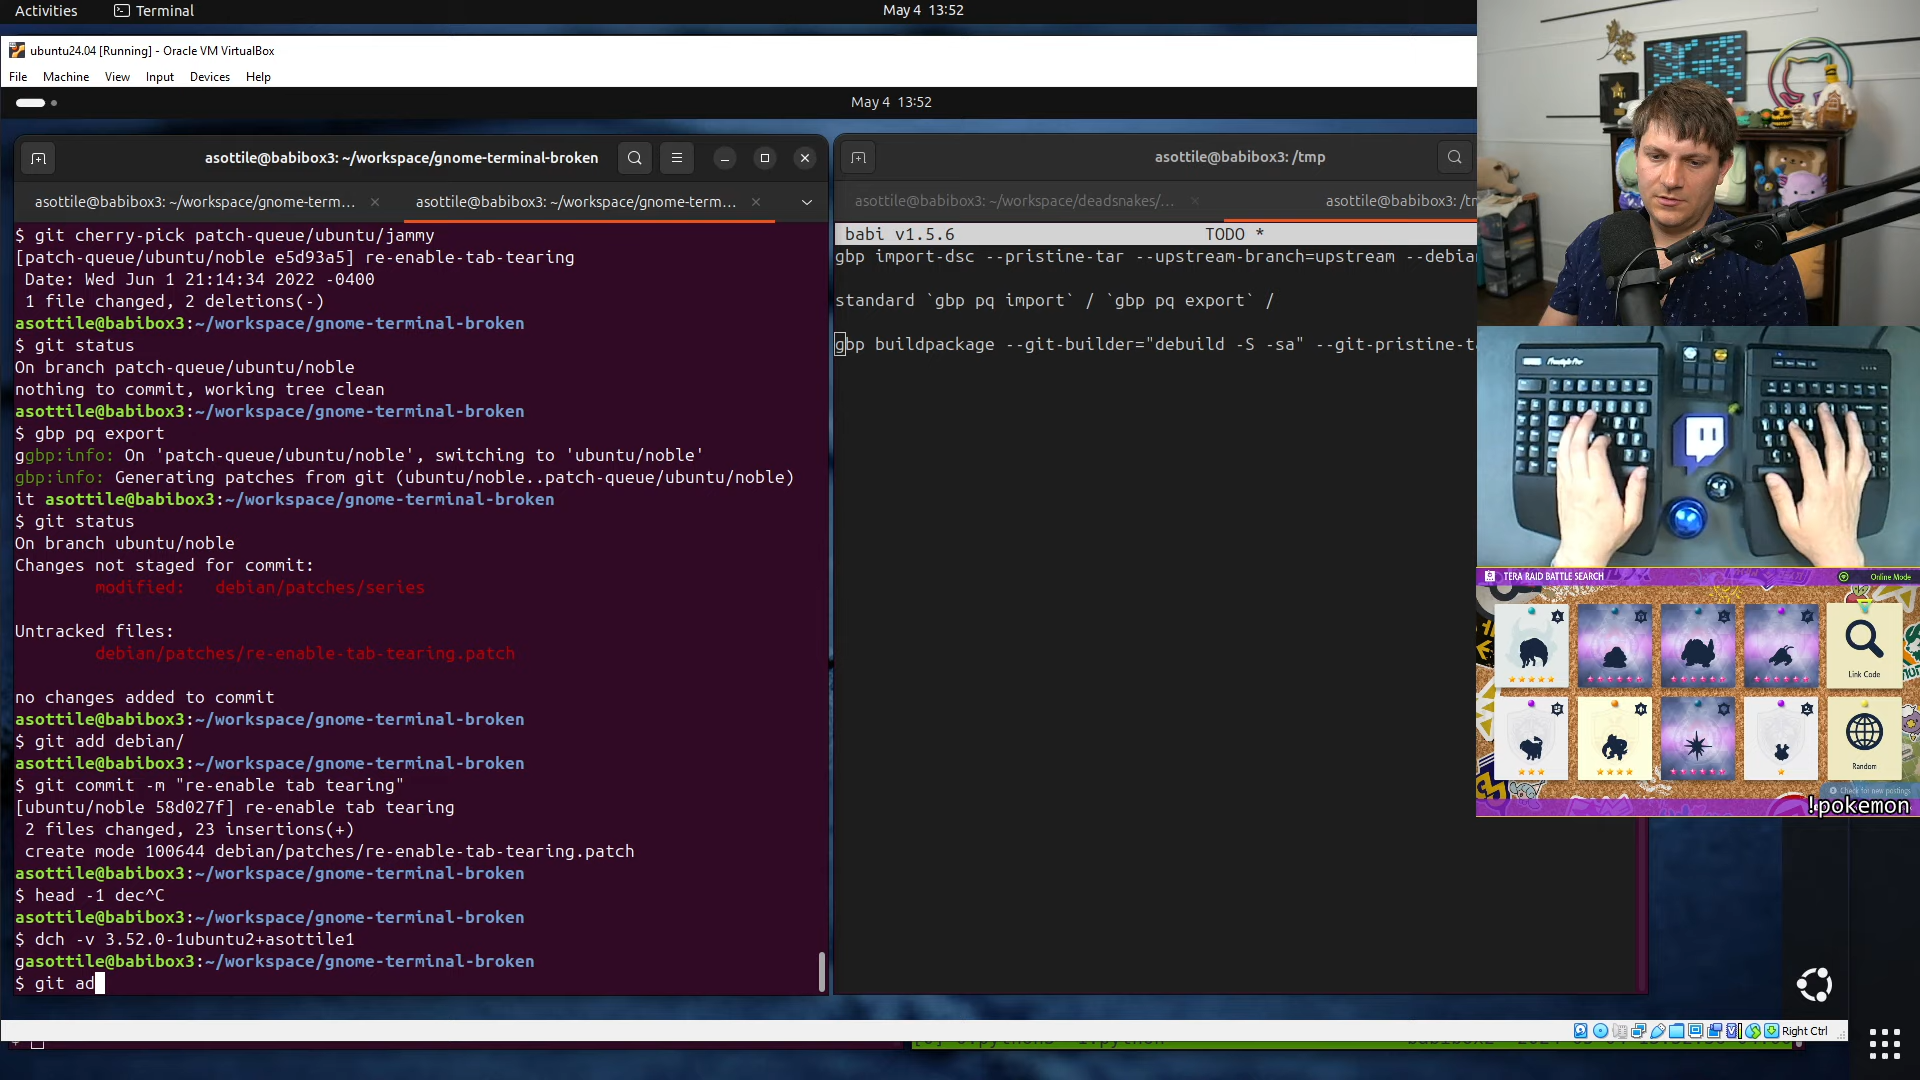 Activities
Terminal
May 4 13:52
ubuntu24.04 [Running] - Oracle VM VirtualBox
File Machine View Input Devices Help
May 4 13:52
asottile@babibox3: ~/workspace/gnome-terminal-broken
asottile@babibox3: ~/workspace/gnome-term...
asottile@babibox3: ~/workspace/gnome-term...
$ git cherry-pick patch-queue/ubuntu/jammy
[patch-queue/ubuntu/noble e5d93a5] re-enable-tab-tearing
Date: Wed Jun 1 21:14:34 2022 -0400
1 file changed, 2 deletions(-)
asottile@babibox3:~/workspace/gnome-terminal-broken
$ git status
On branch patch-queue/ubuntu/noble
nothing to commit, working tree clean
asottile@babibox3:~/workspace/gnome-terminal-broken
$ gbp pq export
ggbp:info: On 'patch-queue/ubuntu/noble', switching to 'ubuntu/noble'
gbp:info: Generating patches from git (ubuntu/noble..patch-queue/ubuntu/noble)
it asottile@babibox3:~/workspace/gnome-terminal-broken
$ git status
On branch ubuntu/noble
Changes not staged for commit:
modified: debian/patches/series
Untracked files:
debian/patches/re-enable-tab-tearing.patch
no changes added to commit
asottile@babibox3:~/workspace/gnome-terminal-broken
$ git add debian/
asottile@babibox3:~/workspace/gnome-terminal-broken
$ git commit -m "re-enable tab tearing"
[ubuntu/noble 58d027f] re-enable tab tearing
2 files changed, 23 insertions(+)
create mode 100644 debian/patches/re-enable-tab-tearing.patch
asottile@babibox3:~/workspace/gnome-terminal-broken
$ head -1 dec^C
asottile@babibox3:~/workspace/gnome-terminal-broken
$ dch -v 3.52.0-1ubuntu2+asottile1
gasottile@babibox3:~/workspace/gnome-terminal-broken
$ git ad
asottile@babibox3: /tmp
asottile@babibox3: ~/workspace/deadsnakes/...
asottile@babibox3: /tm
babi v1.5.6 TODO *
gbp import-dsc --pristine-tar --upstream-branch=upstream --debia
standard `gbp pq import` / `gbp pq export` /
gbp buildpackage --git-builder="debuild -S -sa" --git-pristine-ta
TERA RAID BATTLE SEARCH
Online Mode
Link Code
Random
Check for new postings
!pokemon
Right Ctrl